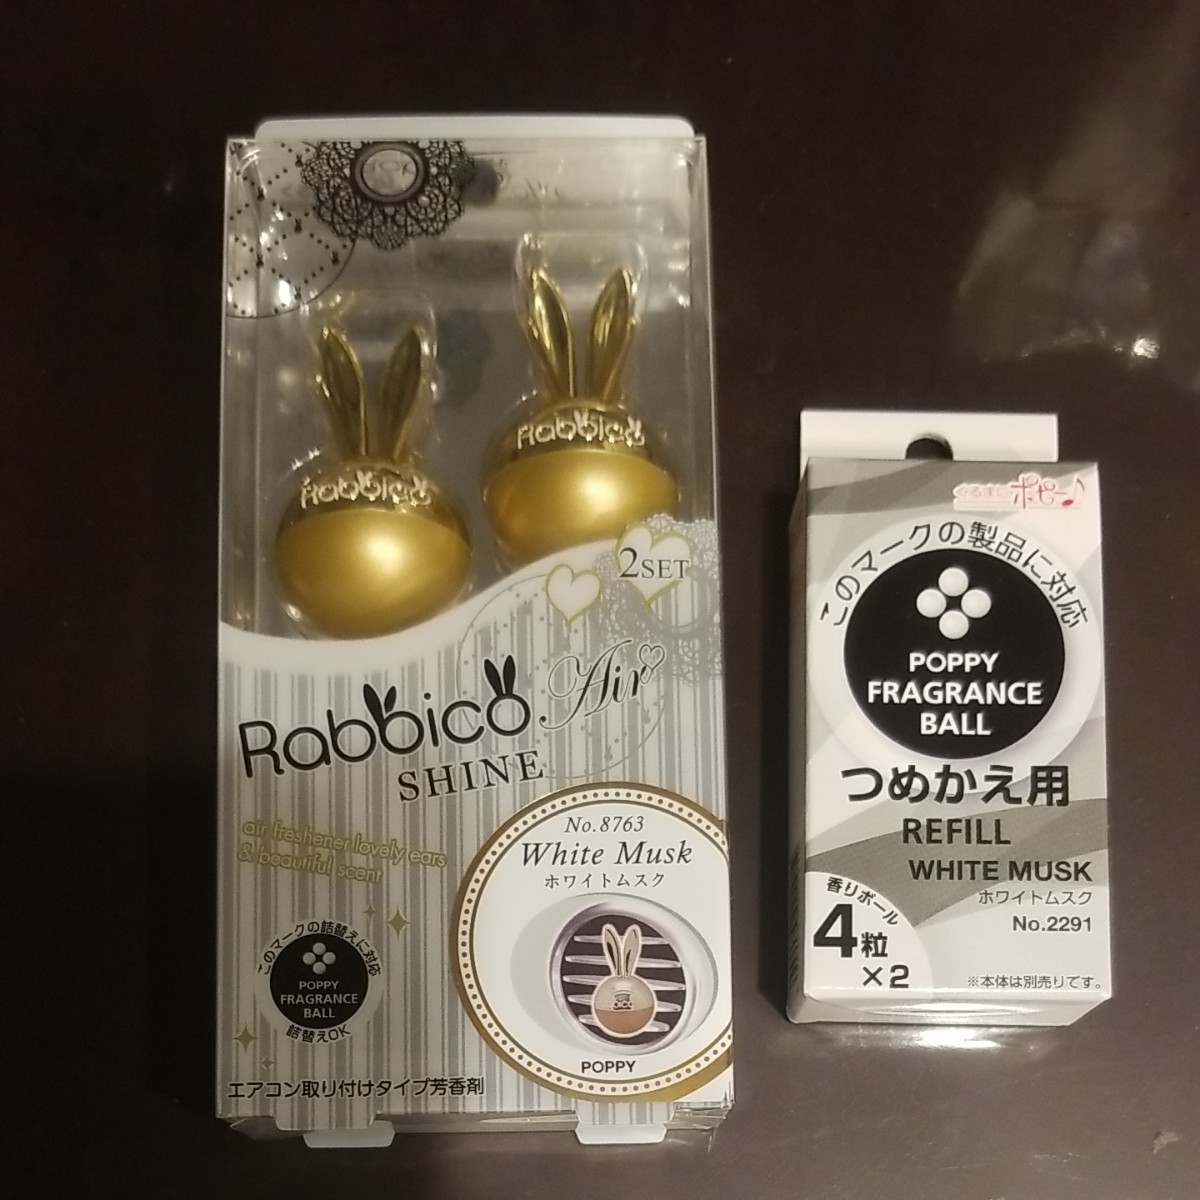 Rabbico
Rabbico
2SET
Rabbico Air
SHINE
air freshener lovely ears
& beautiful scent
No.8763
White Musk
ホワイトムスク
POPPY
このマークの詰替えに対応
POPPY
FRAGRANCE
BALL
詰替えOK
エアコン取り付けタイプ芳香剤
くるまにポピー♪
このマークの製品に対応
POPPY
FRAGRANCE
BALL
つめかえ用
REFILL
WHITE MUSK
ホワイトムスク
No.2291
香りボール
4粒
×2
※本体は別売りてす。